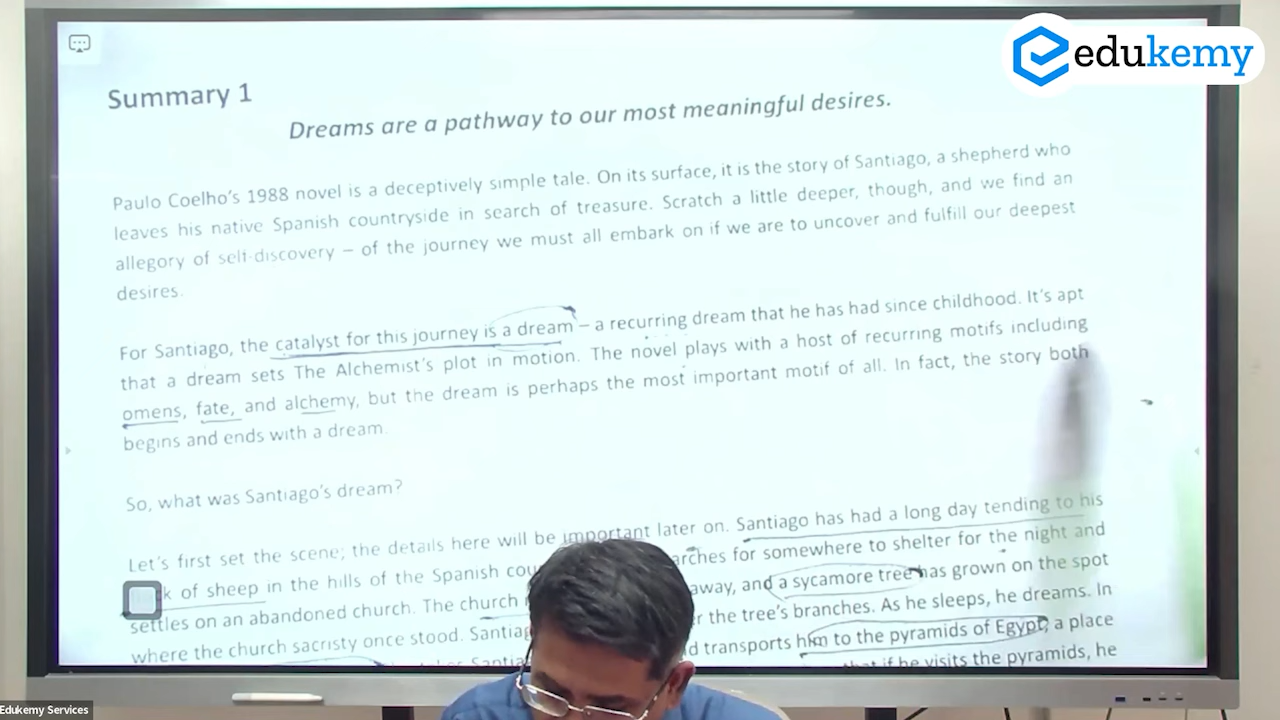 edukemy
Summary 1
Dreams are a pathway to our most meaningful desires.
Paulo Coelho's 1988 novel is a deceptively simple tale. On its surface, it is the story of Santiago, a shepherd who
leaves his native Spanish countryside in search of treasure. Scratch a little deeper, though, and we find an
allegory of self-discovery – of the journey we must all embark on if we are to uncover and fulfill our deepest
desires.
For Santiago, the catalyst for this journey is a dream – a recurring dream that he has had since childhood. It's apt
that a dream sets The Alchemist's plot in motion. The novel plays with a host of recurring motifs including
omens, fate, and alchemy, but the dream is perhaps the most important motif of all. In fact, the story both
begins and ends with a dream.
So, what was Santiago's dream?
Let's first set the scene; the details here will be important later on. Santiago has had a long day tending to his
of sheep in the hills of the Spanish for somewhere to shelter for the night and
settles on an abandoned church. The church away, and a sycamore tree has grown on the spot
where the church sacristy once stood. the tree's branches. As he sleeps, he dreams. In
transports him to the pyramids of Egypt, a place
that if he visits the pyramids, he
Edukemy Services